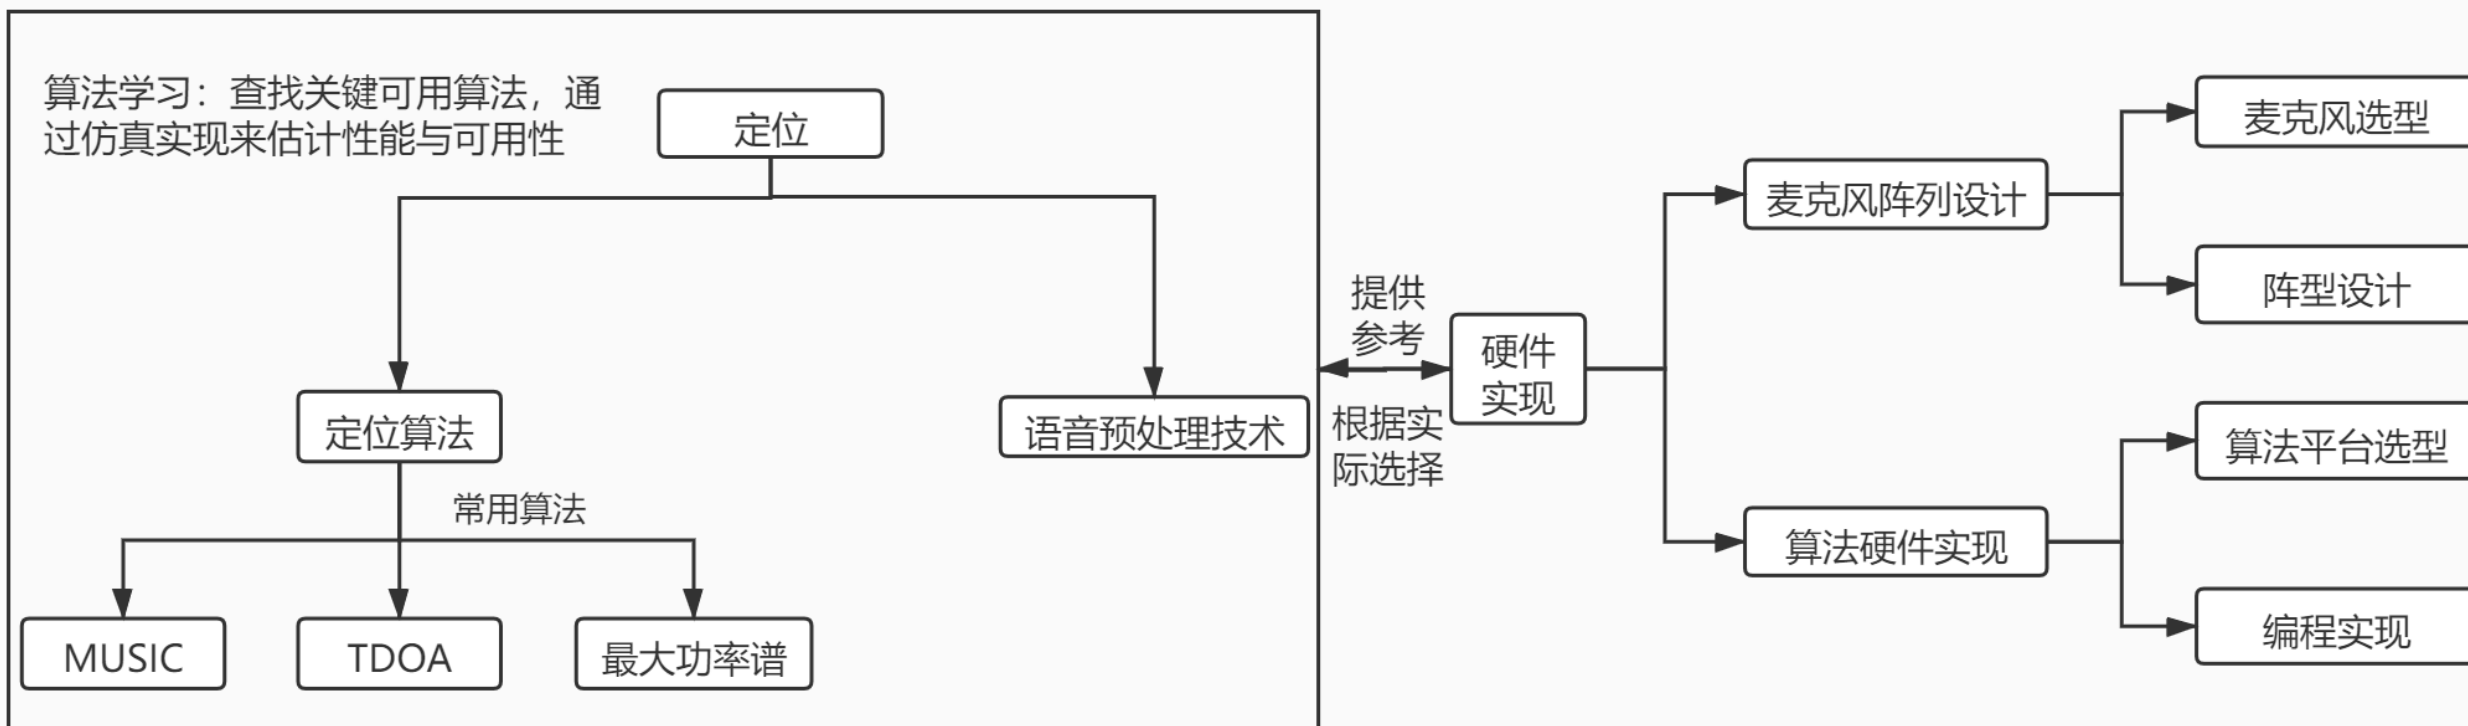 算法学习：查找关键可用算法，通
过仿真实现来估计性能与可用性
定位
定位算法
语音预处理技术
常用算法
MUSIC
TDOA
最大功率谱
提供
参考
根据实
际选择
硬件
实现
麦克风阵列设计
麦克风选型
阵型设计
算法硬件实现
算法平台选型
编程实现